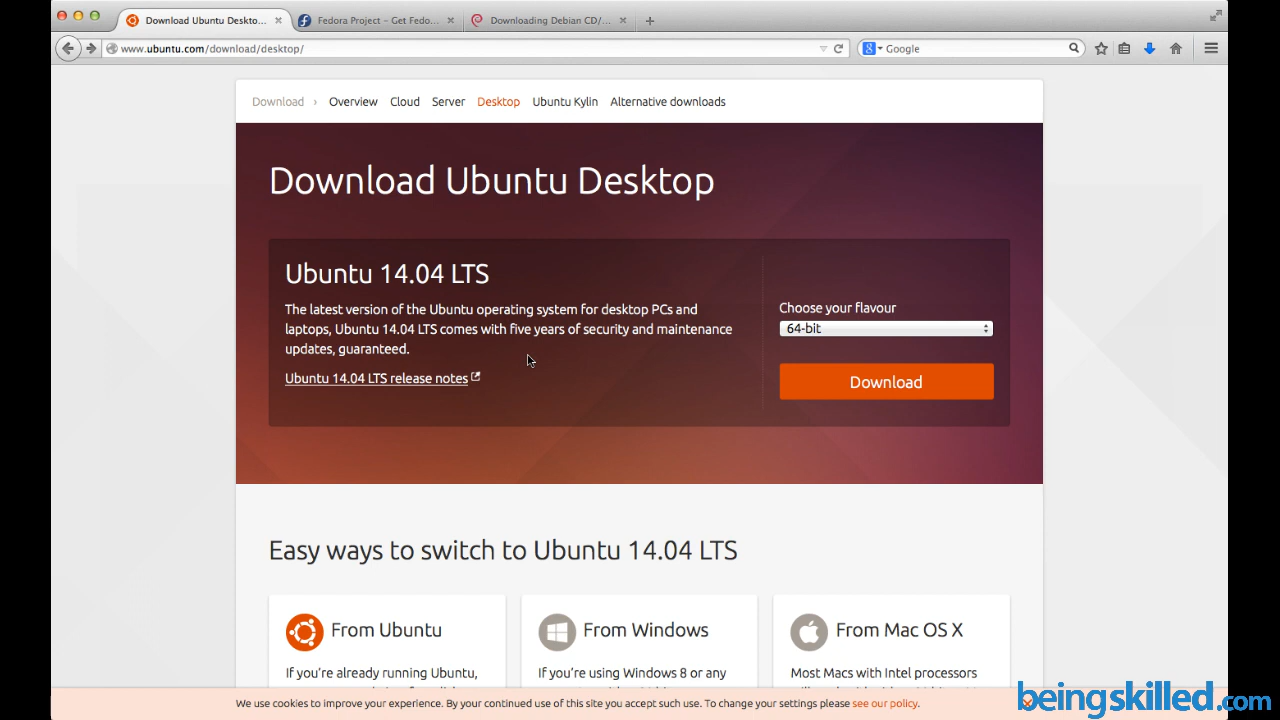 Download Ubuntu Deskto...
Fedora Project – Get Fedo...
Downloading Debian CD/...
www.ubuntu.com/download/desktop/
Google
Download › Overview Cloud Server Desktop Ubuntu Kylin Alternative downloads
Download Ubuntu Desktop
Ubuntu 14.04 LTS
The latest version of the Ubuntu operating system for desktop PCs and
laptops, Ubuntu 14.04 LTS comes with five years of security and maintenance
updates, guaranteed.
Ubuntu 14.04 LTS release notes
Choose your flavour
64-bit
Download
Easy ways to switch to Ubuntu 14.04 LTS
From Ubuntu
If you’re already running Ubuntu,
From Windows
If you’re using Windows 8 or any
From Mac OS X
Most Macs with Intel processors
We use cookies to improve your experience. By your continued use of this site you accept such use. To change your settings please see our policy.
beingskilled.com